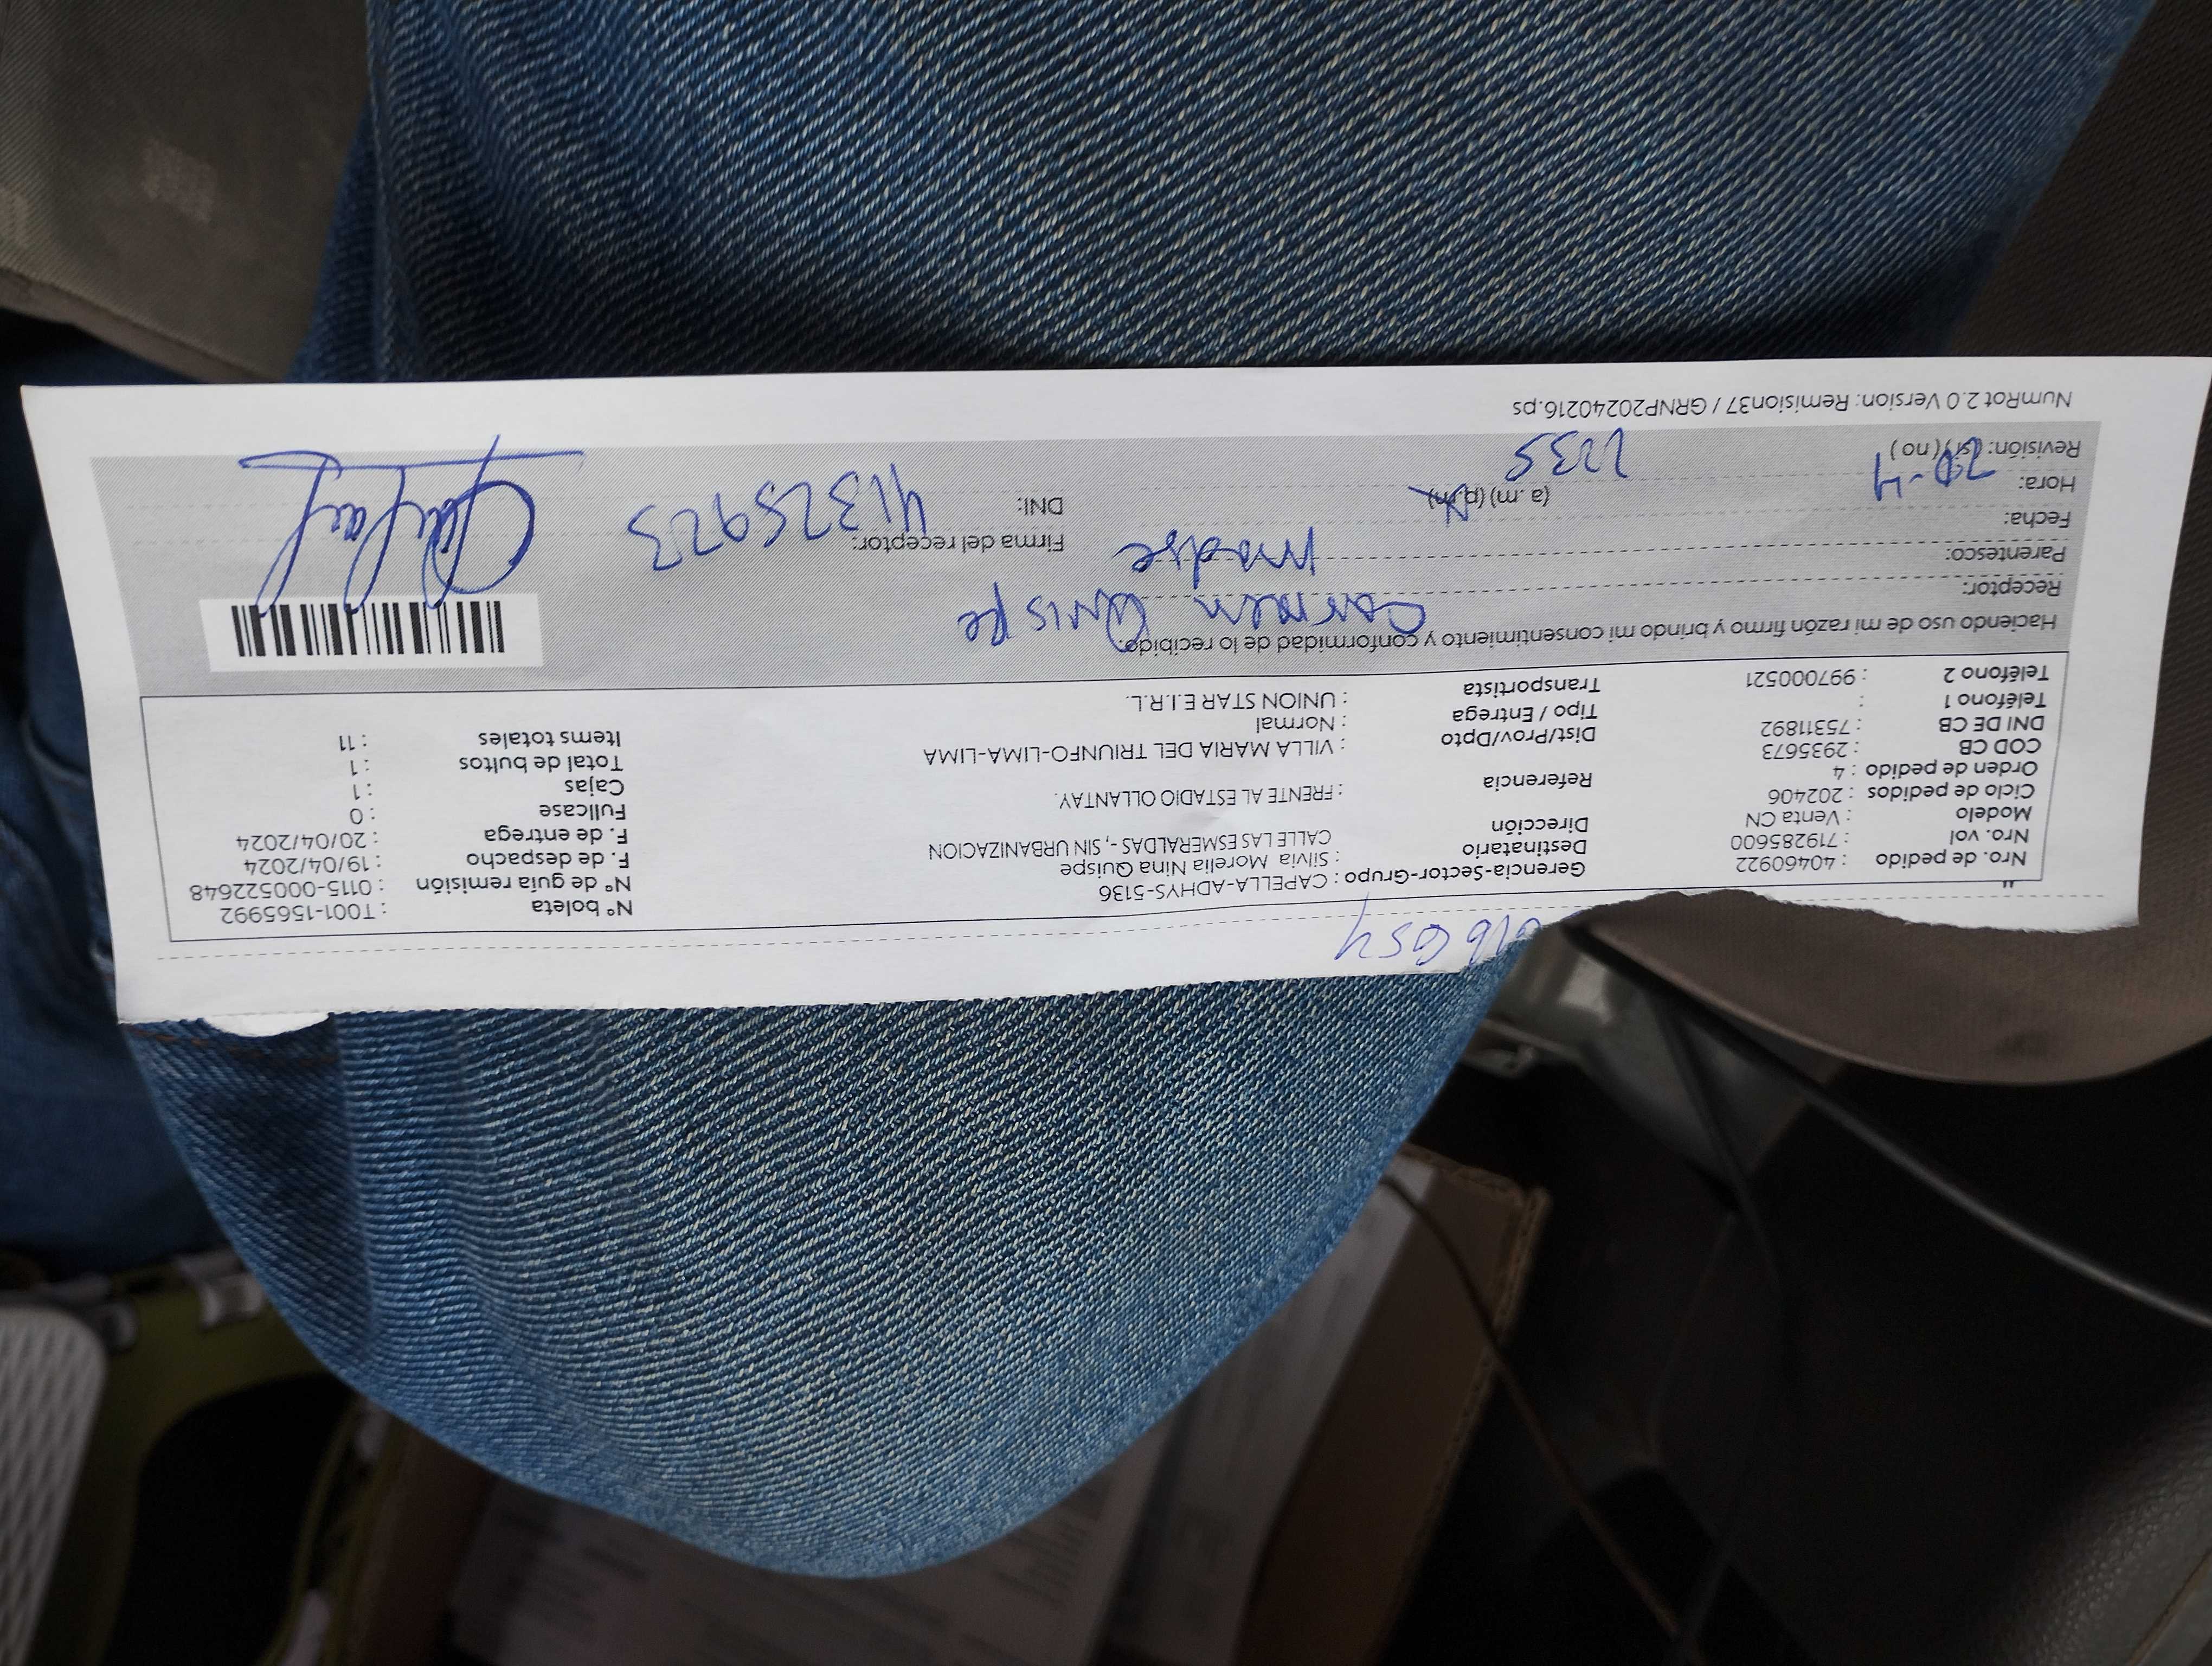 Nro. de pedido : 40460922 Gerencia-Sector-Grupo : CAPELLA-ADHYS-5136 N° boleta : T001-1565992
Nro. vol : 719285600 Destinatario : Silvia Morelia Nina Quispe N° de guía remisión : 0115-000522648
Modelo : Venta CN Dirección CALLE LAS ESMERALDAS -, SIN URBANIZACION F. de despacho : 19/04/2024
Ciclo de pedidos : 202406 F. de entrega : 20/04/2024
Orden de pedido : 4 Referencia : FRENTE AL ESTADIO OLLANTAY. Fullcase : 0
COD CB : 2935673 Cajas : 1
DNI DE CB : 75311892 Dist/Prov/Dpto : VILLA MARIA DEL TRIUNFO-LIMA-LIMA Total de bultos : 1
Teléfono 1 : Tipo / Entrega : Normal Items totales : 11
Teléfono 2 : 997000521 Transportista : UNION STAR E.I.R.L.
Haciendo uso de mi razón firmo y brindo mi consentimiento y conformidad de lo recibido.
Receptor: Carmen Quispe
Parentesco: madre Firma del receptor:
Fecha: 20-4
Hora: (a. m) (p. m) 2235 DNI: 41325923
Revisión: (si) (no)
NumRot 2.0 Version: Remision37 / GRNP20240216.ps